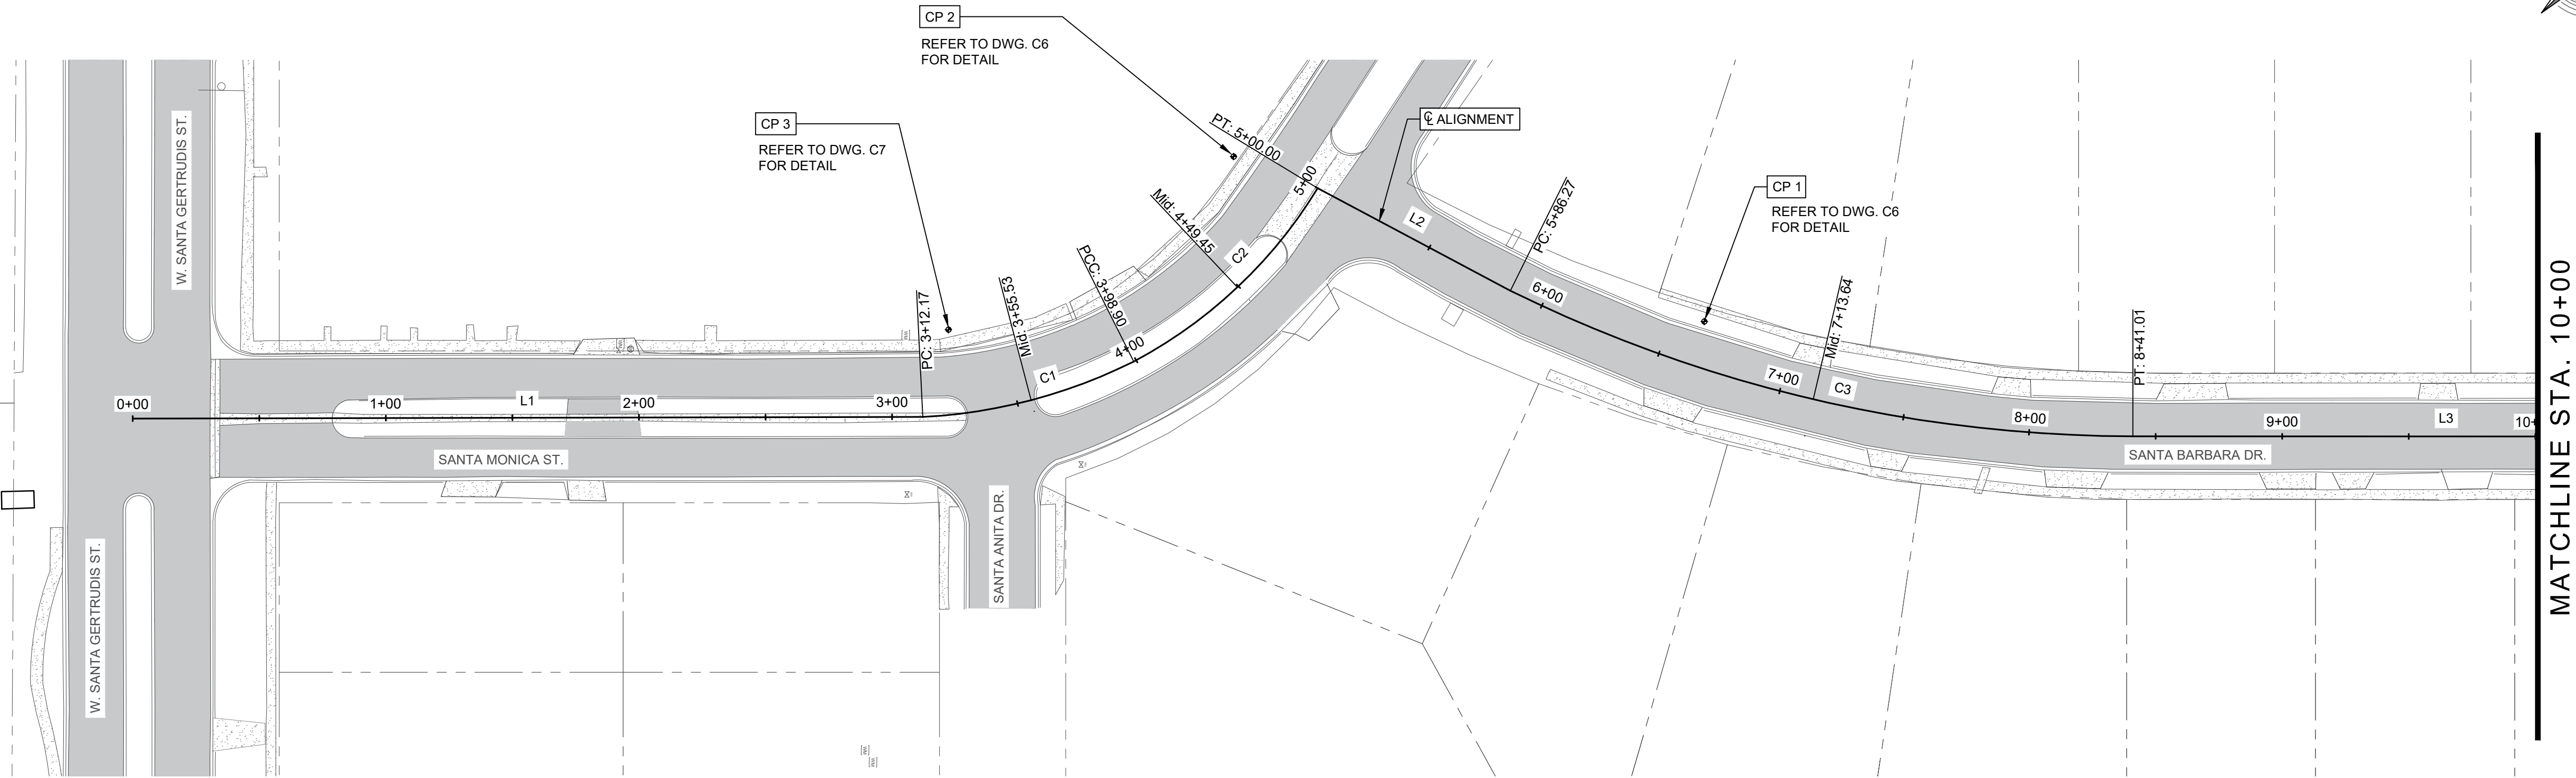 CP 2
REFER TO DWG. C6
FOR DETAIL
CP 3
REFER TO DWG. C7
FOR DETAIL
℄ ALIGNMENT
CP 1
REFER TO DWG. C6
FOR DETAIL
W. SANTA GERTRUDIS ST.
W. SANTA GERTRUDIS ST.
PT: 5+00.00
5+00
Mid: 4+49.45
C2
L2
PC: 5+86.27
6+00
PCC: 3+98.90
4+00
Mid: 3+55.53
C1
PC: 3+12.17
Mid: 7+13.64
7+00
C3
PT: 8+41.01
0+00
1+00
L1
2+00
3+00
8+00
9+00
L3
10+
SANTA MONICA ST.
SANTA BARBARA DR.
SANTA ANITA DR.
MATCHLINE STA. 10+00